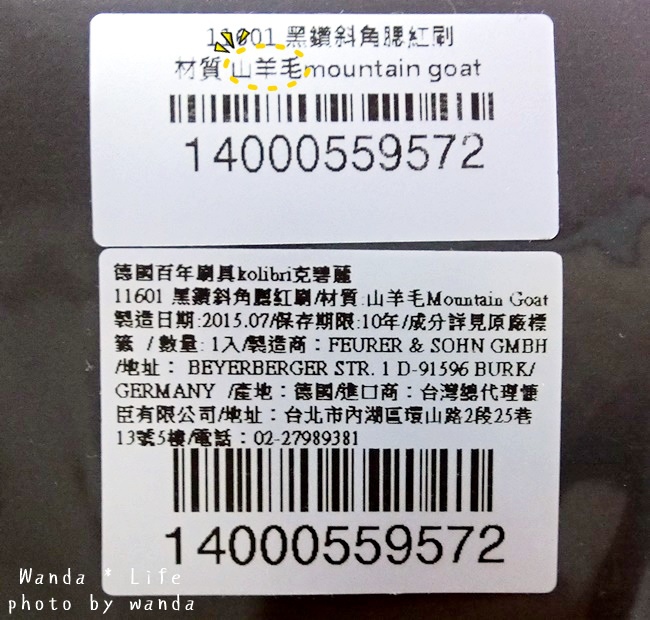 11601 黑鑽斜角腮紅刷
材質:山羊毛mountain goat
14000559572
德國百年刷具kolibri克碧麗
11601 黑鑽斜角腮紅刷/材質:山羊毛Mountain Goat
製造日期:2015.07/保存期限:10年/成分詳見原廠標
籤 / 數量: 1入/製造商：FEURER & SOHN GMBH
/地址： BEYERBERGER STR. 1 D-91596 BURK/
GERMANY /產地：德國/進口商：台灣總代理慷
臣有限公司/地址：台北市內湖區環山路2段25巷
13號5樓/電話：02-27989381
14000559572
Wanda * Life
photo by wanda